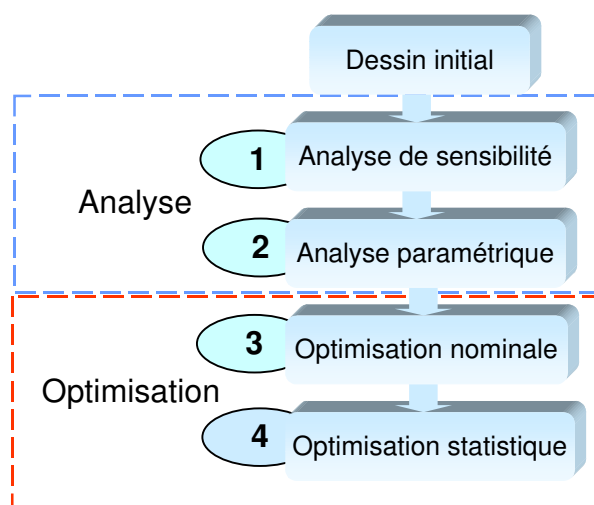 Dessin initial
1
Analyse de sensibilité
Analyse
2
Analyse paramétrique
3
Optimisation nominale
Optimisation
4
Optimisation statistique